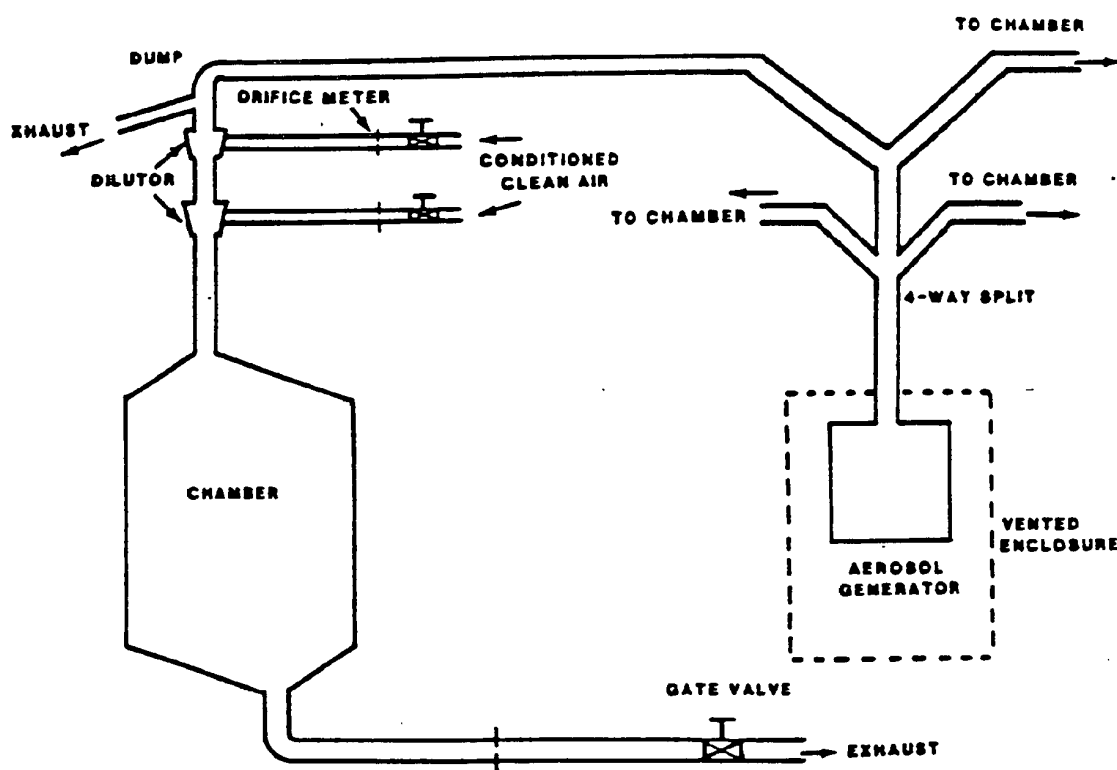 TO CHAMBER
DUMP
ORIFICE METER
XHAUST
DILUTOR
CONDITIONED
CLEAN AIR
TO CHAMBER
TO CHAMBER
4-WAY SPLIT
CHAMBER
VENTED
ENCLOSURE
AEROSOL
GENERATOR
GATE VALVE
EXHAUST